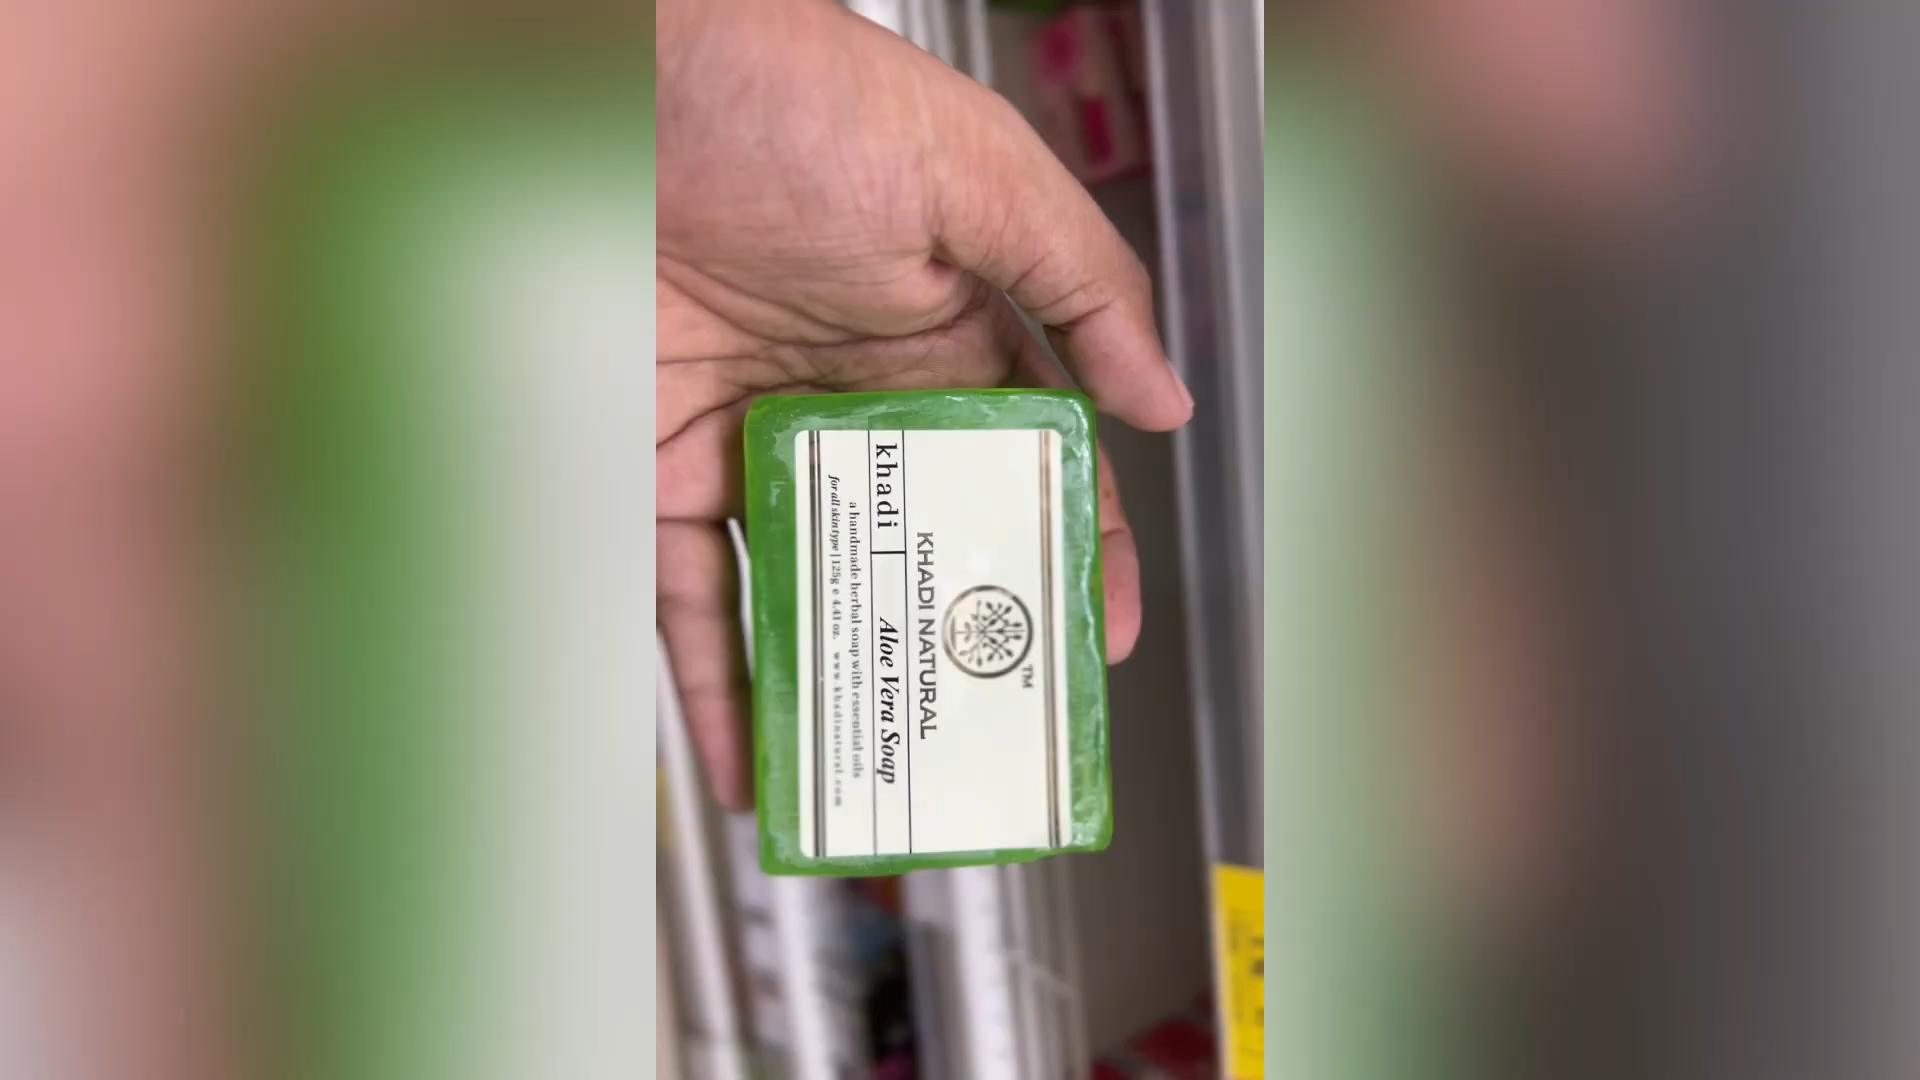 TM
KHADI NATURAL
khadi | Aloe Vera Soap
a handmade herbal soap with essential oils
for all skin type | 125g e 4.41 oz. www.khadinatural.com